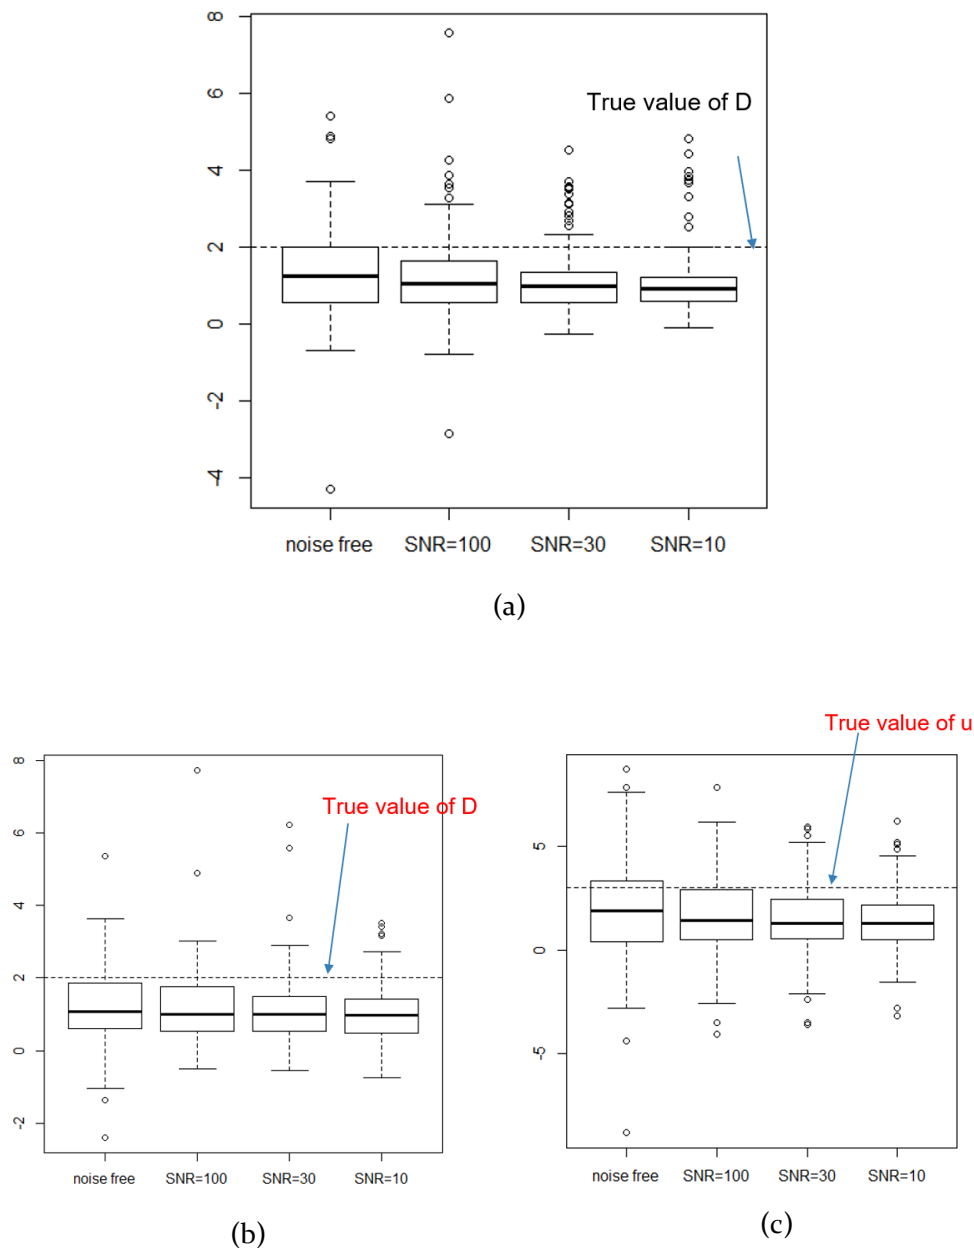 8
6
True value of D
4
2
0
-2
-4
noise free SNR=100 SNR=30 SNR=10
(a)
True value of u
8
True value of D
6
4
2
0
-2
noise free SNR=100 SNR=30 SNR=10
(b)
5
0
-5
noise free SNR=100 SNR=30 SNR=10
(c)